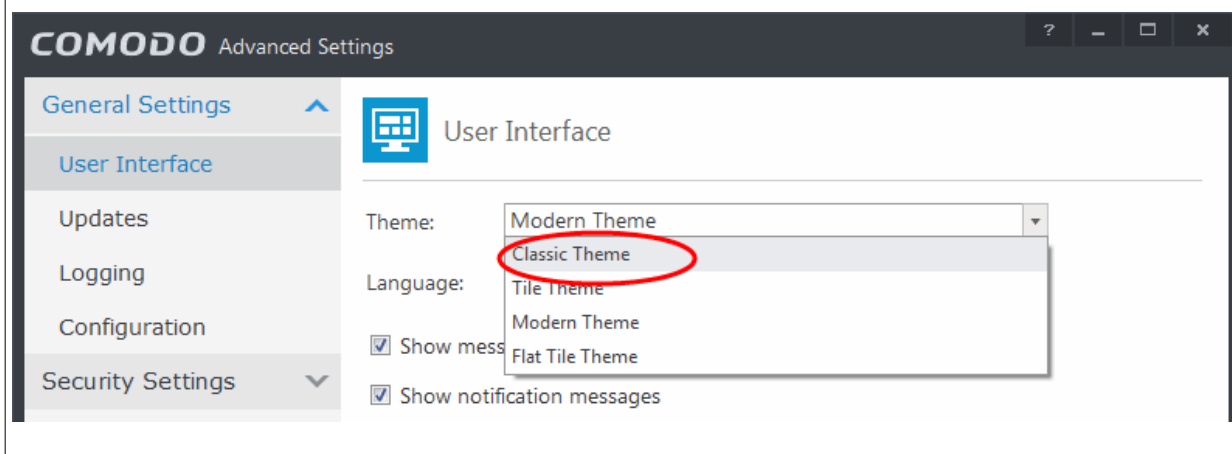 COMODO Advanced Settings
? _ □ ×
General Settings
User Interface
Updates
Logging
Configuration
Security Settings
User Interface
Theme: Modern Theme
Classic Theme
Language:
Tile Theme
Modern Theme
Show mess
Flat Tile Theme
Show notification messages